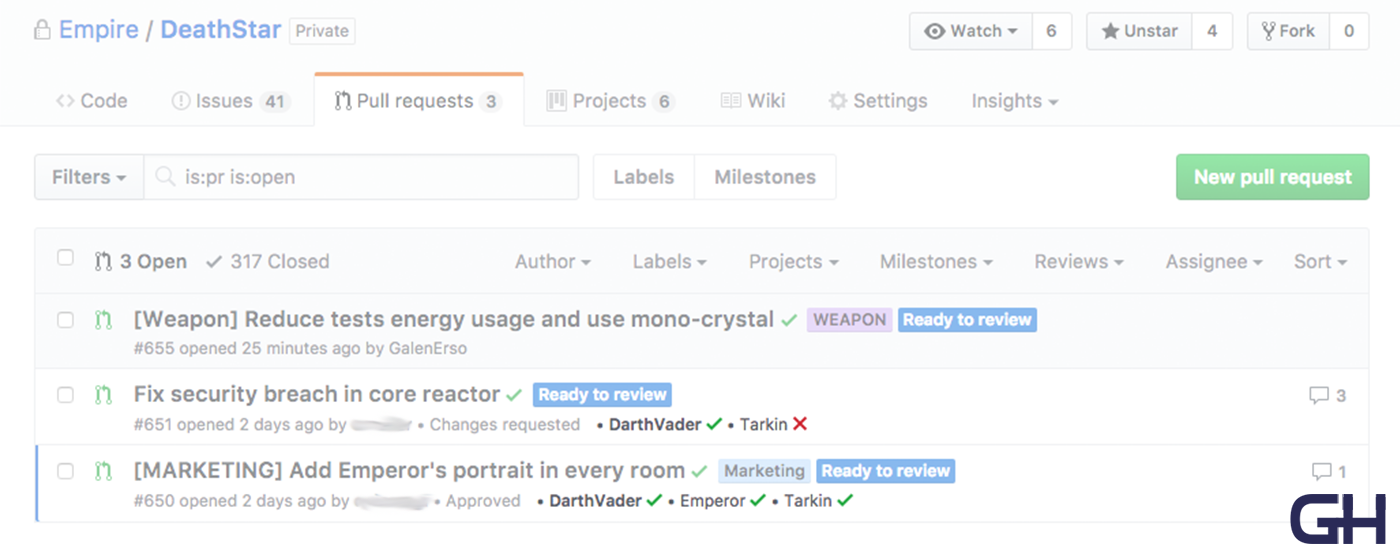 Empire / DeathStar Private Watch 6 Unstar 4 Fork 0
Code Issues 41 Pull requests 3 Projects 6 Wiki Settings Insights
Filters is:pr is:open Labels Milestones New pull request
3 Open 317 Closed Author Labels Projects Milestones Reviews Assignee Sort
[Weapon] Reduce tests energy usage and use mono-crystal WEAPON Ready to review
#655 opened 25 minutes ago by GalenErso
Fix security breach in core reactor Ready to review 3
#651 opened 2 days ago by • Changes requested • DarthVader • Tarkin
[MARKETING] Add Emperor's portrait in every room Marketing Ready to review 1
#650 opened 2 days ago by • Approved • DarthVader • Emperor • Tarkin
GH